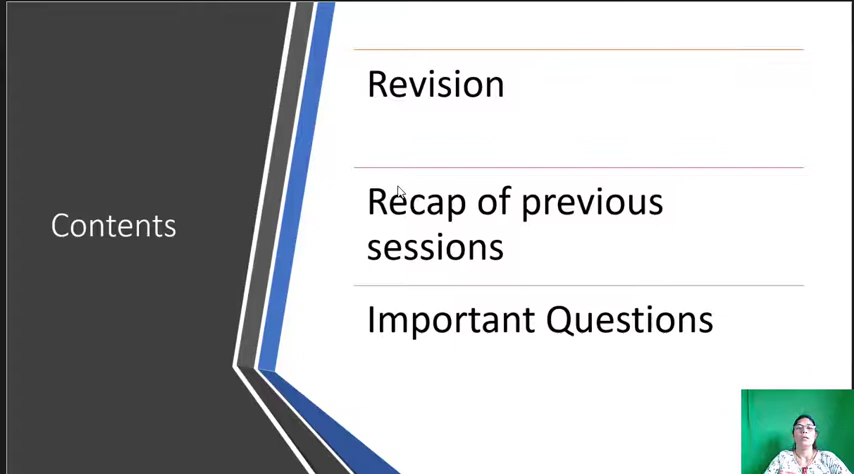 Contents
Revision
Recap of previous
sessions
Important Questions